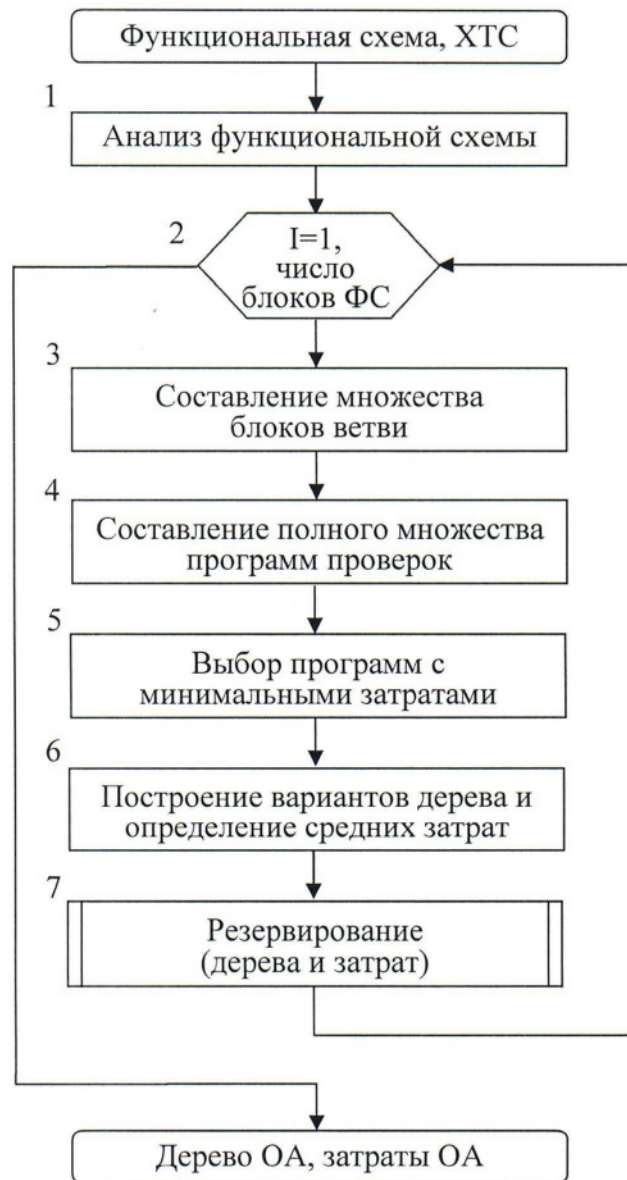 Функциональная схема, ХТС
1
Анализ функциональной схемы
2
I=1,
число
блоков ФС
3
Составление множества
блоков ветви
4
Составление полного множества
программ проверок
5
Выбор программ с
минимальными затратами
6
Построение вариантов дерева и
определение средних затрат
7
Резервирование
(дерева и затрат)
Дерево ОА, затраты ОА